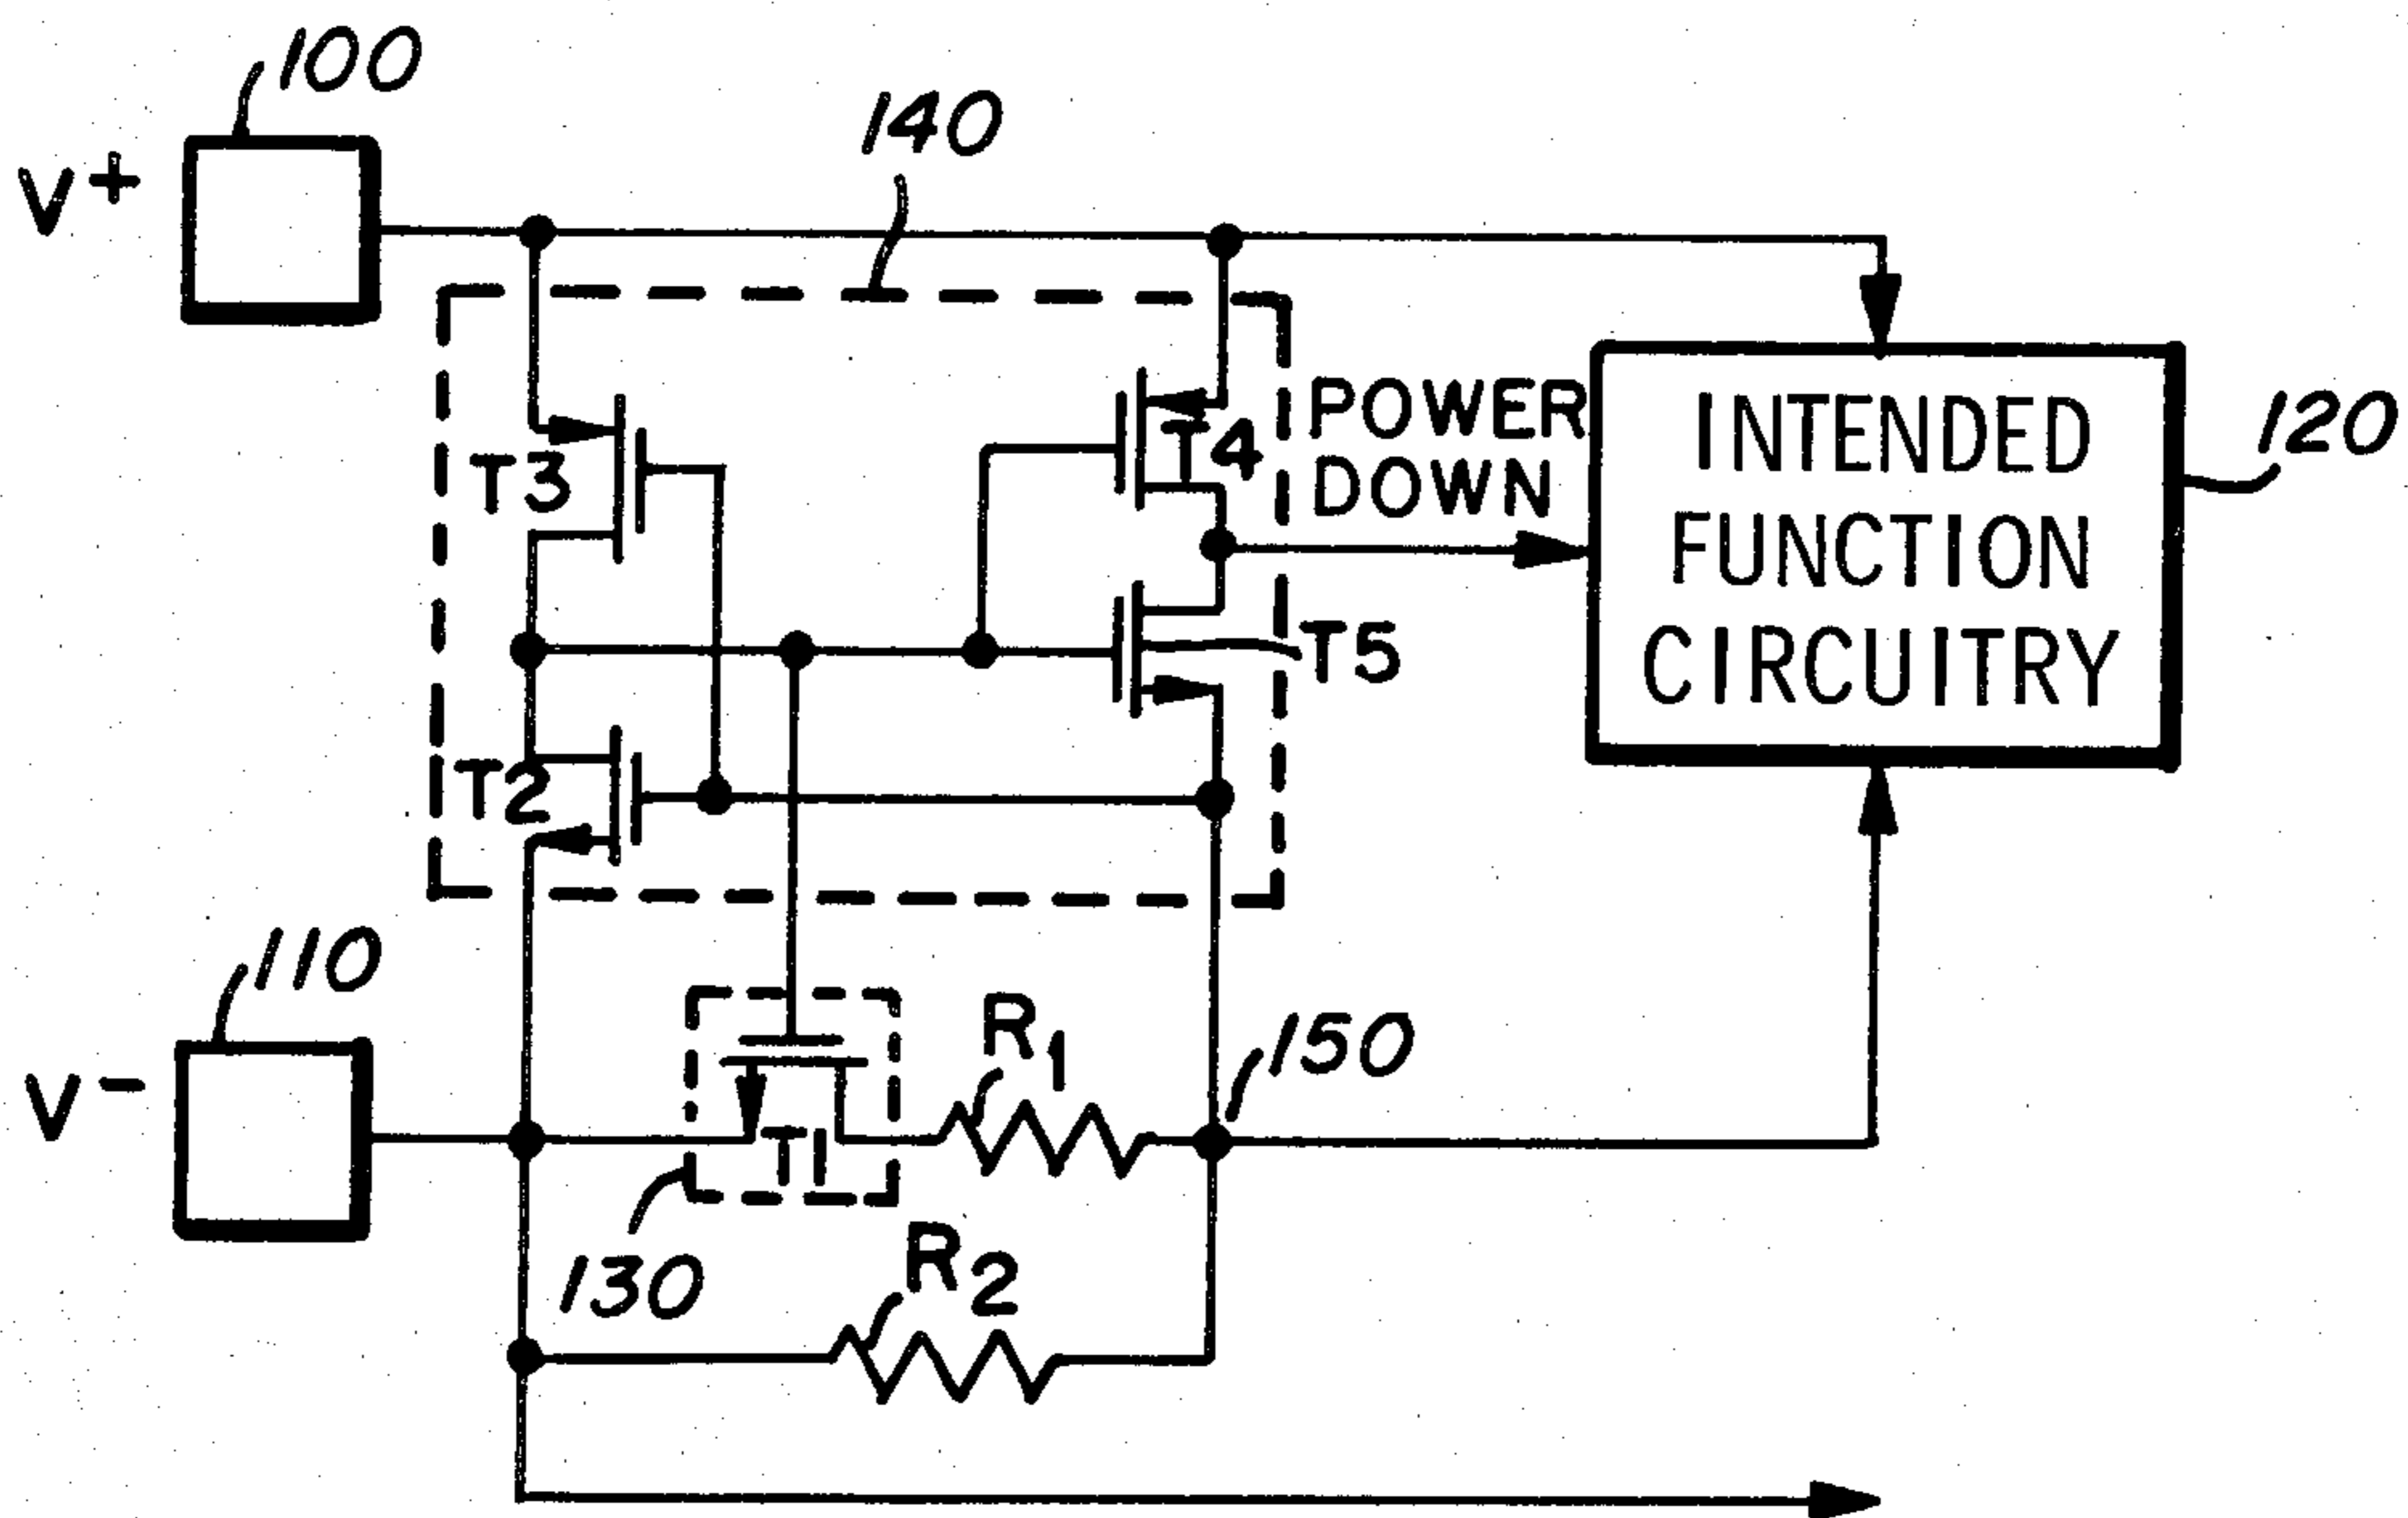 100
V+
140
T3
T4
POWER
DOWN
INTENDED
FUNCTION
CIRCUITRY
120
T5
T2
110
V-
R1
150
T1
130
R2